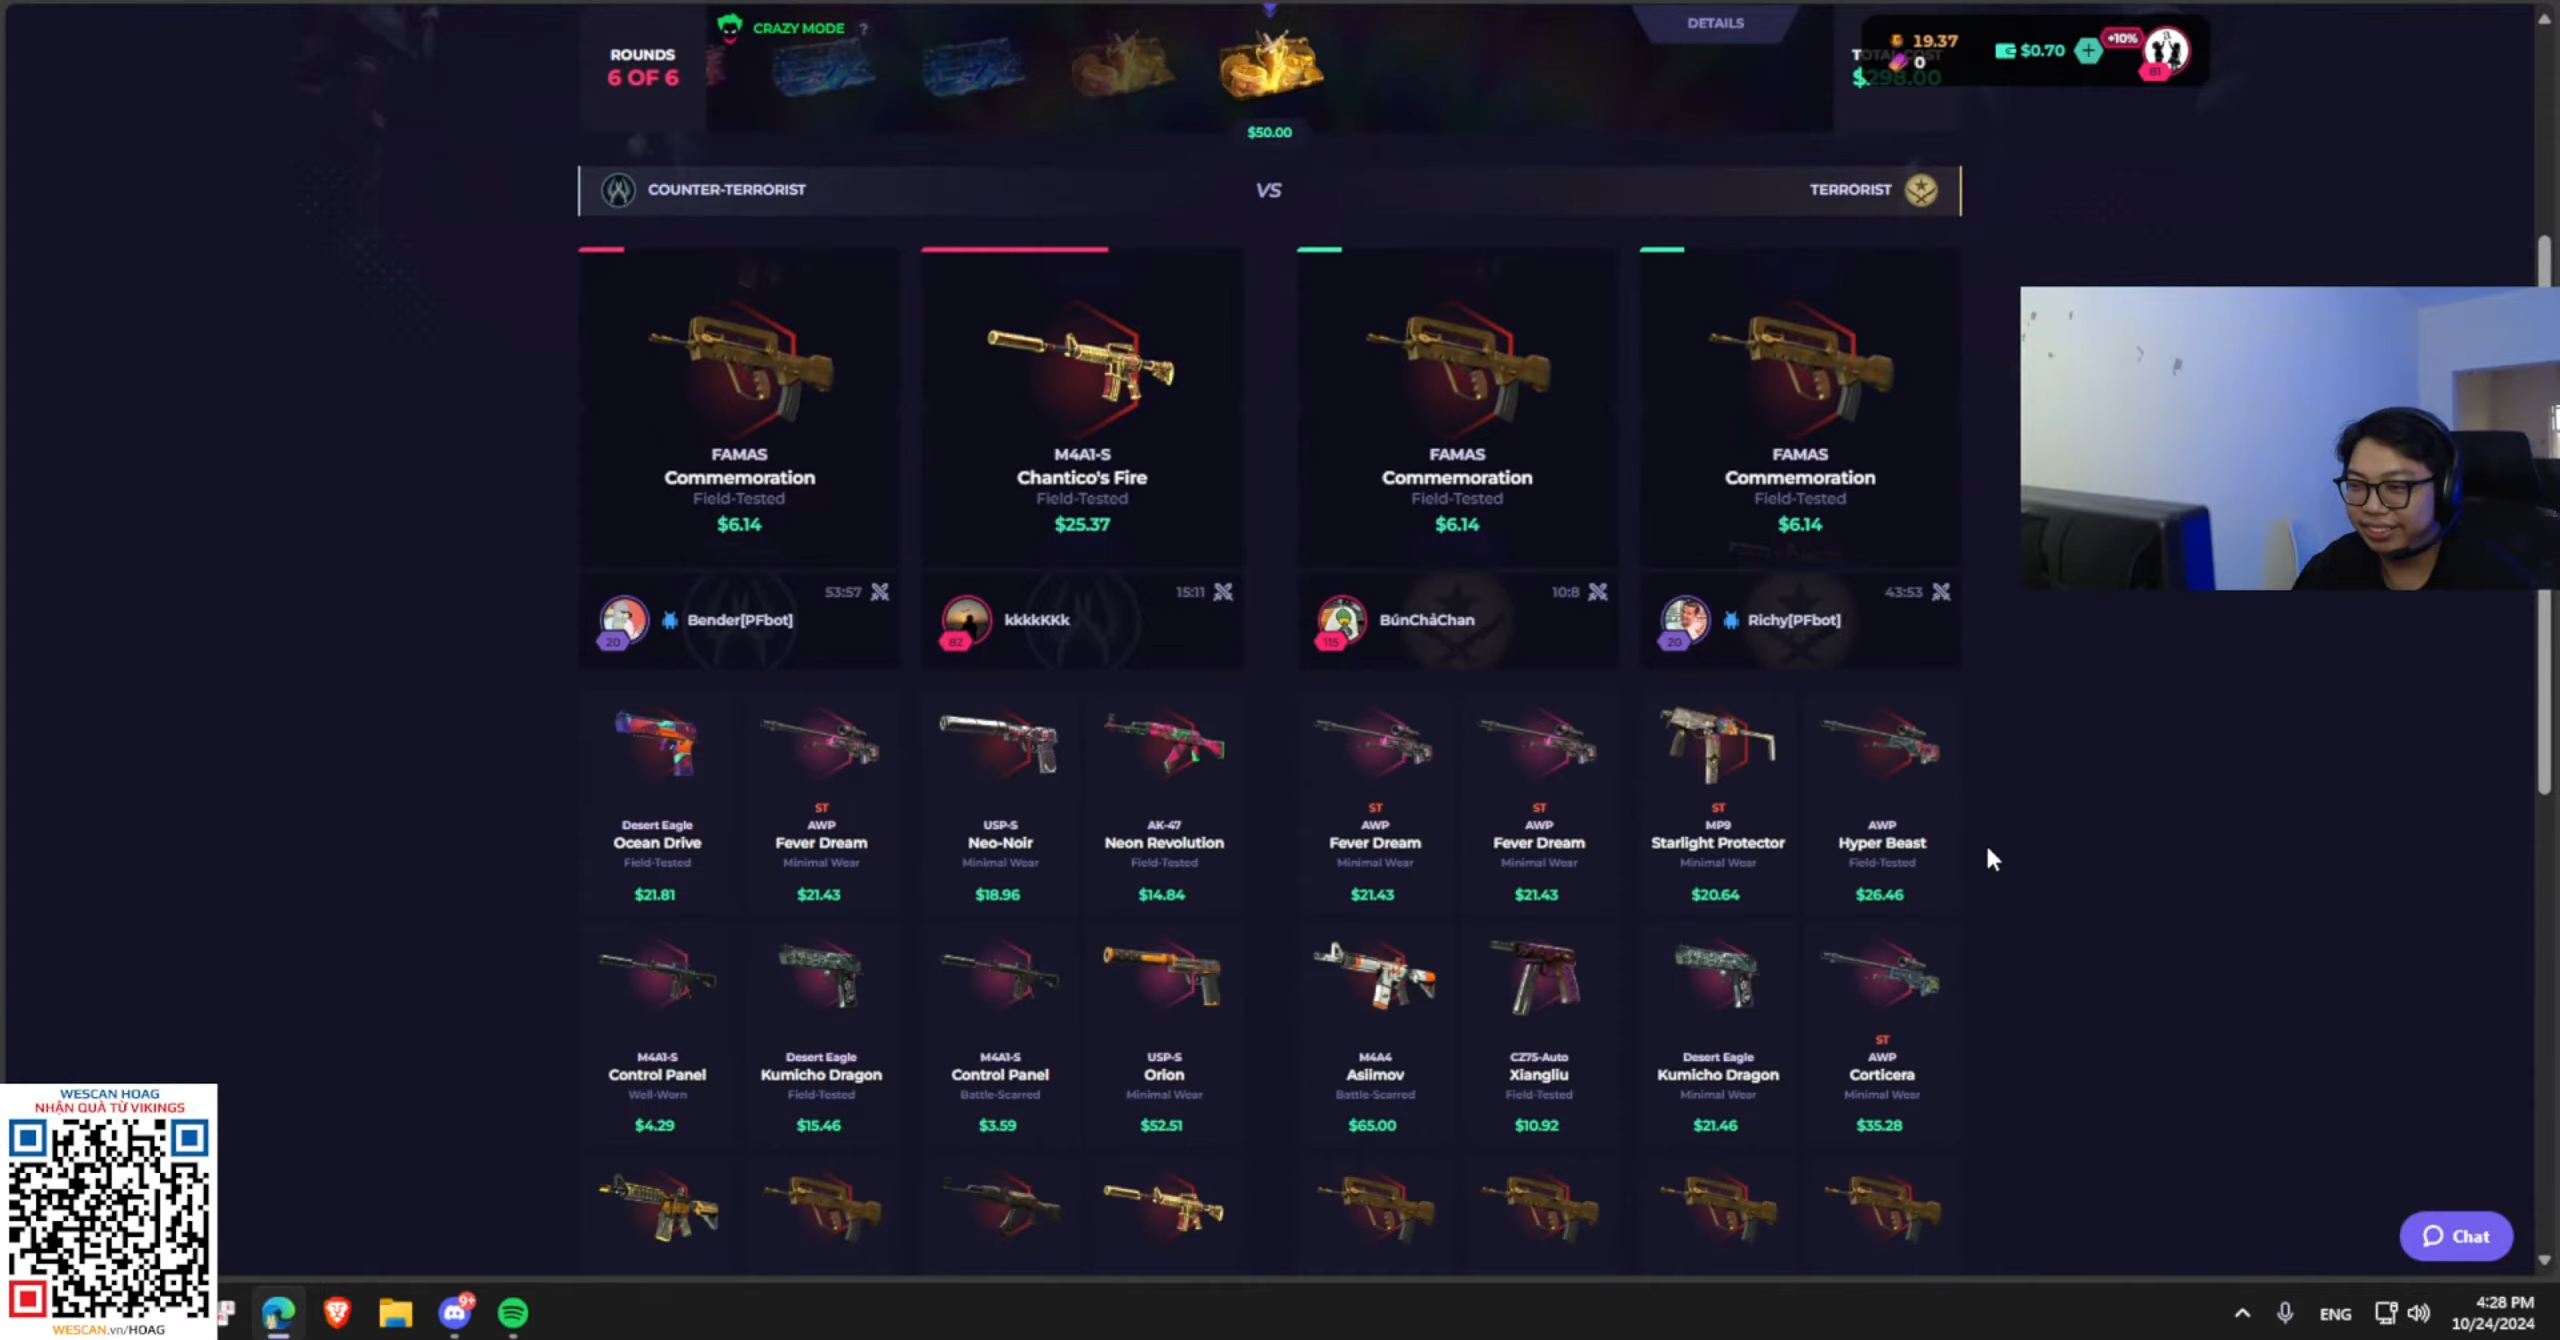 ROUNDS
6 OF 6
CRAZY MODE ?
DETAILS
$50.00
TOTAL COST
$298.00
19.37
0
$0.70
+10%
81
COUNTER-TERRORIST
VS
TERRORIST
FAMAS
Commemoration
Field-Tested
$6.14
M4A1-S
Chantico's Fire
Field-Tested
$25.37
FAMAS
Commemoration
Field-Tested
$6.14
FAMAS
Commemoration
Field-Tested
$6.14
53:57
20
Bender[PFbot]
15:11
82
kkkkKKk
10:8
115
BúnChảChan
43:53
20
Richy[PFbot]
Desert Eagle
Ocean Drive
Field-Tested
$21.81
ST
AWP
Fever Dream
Minimal Wear
$21.43
USP-S
Neo-Noir
Minimal Wear
$18.96
AK-47
Neon Revolution
Field-Tested
$14.84
ST
AWP
Fever Dream
Minimal Wear
$21.43
ST
AWP
Fever Dream
Minimal Wear
$21.43
ST
MP9
Starlight Protector
Minimal Wear
$20.64
AWP
Hyper Beast
Field-Tested
$26.46
M4A1-S
Control Panel
Well-Worn
$4.29
Desert Eagle
Kumicho Dragon
Field-Tested
$15.46
M4A1-S
Control Panel
Battle-Scarred
$3.59
USP-S
Orion
Minimal Wear
$52.51
M4A4
Asiimov
Battle-Scarred
$65.00
CZ75-Auto
Xiangliu
Field-Tested
$10.92
Desert Eagle
Kumicho Dragon
Minimal Wear
$21.46
ST
AWP
Corticera
Minimal Wear
$35.28
WESCAN HOAG
NHẬN QUÀ TỪ VIKINGS
WESCAN.vn/HOAG
Chat
9+
ENG
4:28 PM
10/24/2024